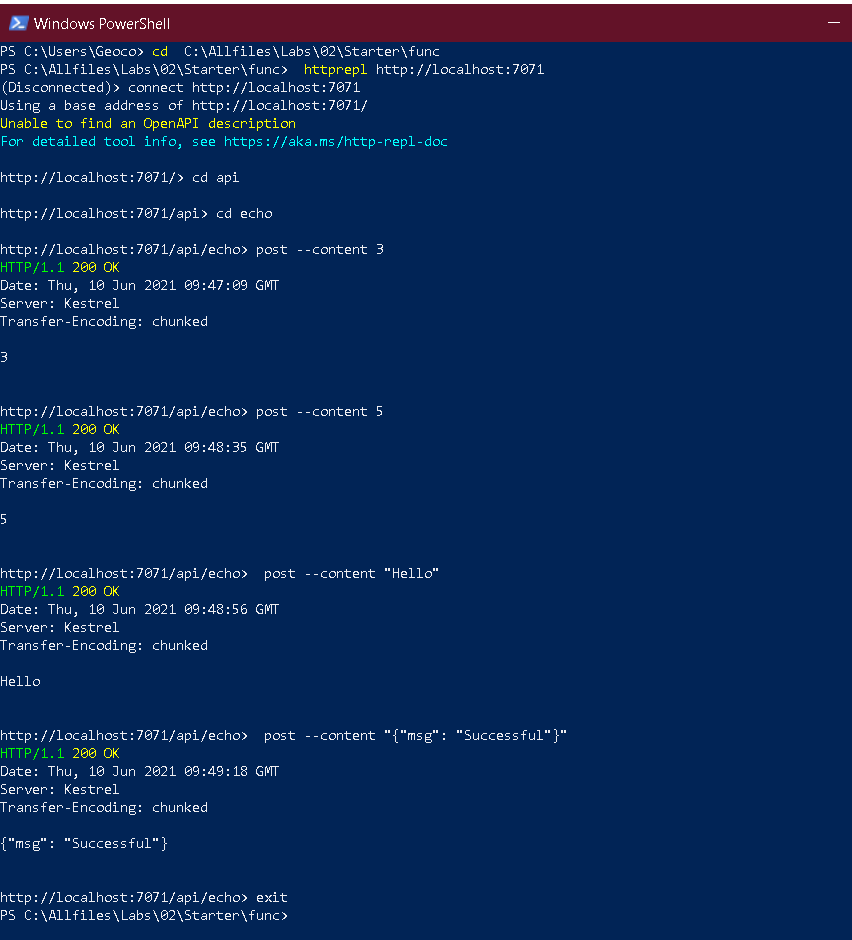 Windows PowerShell
PS C:\Users\Geoco> cd  C:\Allfiles\Labs\02\Starter\func
PS C:\Allfiles\Labs\02\Starter\func>  httprepl http://localhost:7071
(Disconnected)> connect http://localhost:7071
Using a base address of http://localhost:7071/
Unable to find an OpenAPI description
For detailed tool info, see https://aka.ms/http-repl-doc
http://localhost:7071/> cd api
http://localhost:7071/api> cd echo
http://localhost:7071/api/echo> post --content 3
HTTP/1.1 200 OK
Date: Thu, 10 Jun 2021 09:47:09 GMT
Server: Kestrel
Transfer-Encoding: chunked
3
http://localhost:7071/api/echo> post --content 5
HTTP/1.1 200 OK
Date: Thu, 10 Jun 2021 09:48:35 GMT
Server: Kestrel
Transfer-Encoding: chunked
5
http://localhost:7071/api/echo>  post --content "Hello"
HTTP/1.1 200 OK
Date: Thu, 10 Jun 2021 09:48:56 GMT
Server: Kestrel
Transfer-Encoding: chunked
Hello
http://localhost:7071/api/echo>  post --content "{"msg": "Successful"}"
HTTP/1.1 200 OK
Date: Thu, 10 Jun 2021 09:49:18 GMT
Server: Kestrel
Transfer-Encoding: chunked
{"msg": "Successful"}
http://localhost:7071/api/echo> exit
PS C:\Allfiles\Labs\02\Starter\func>